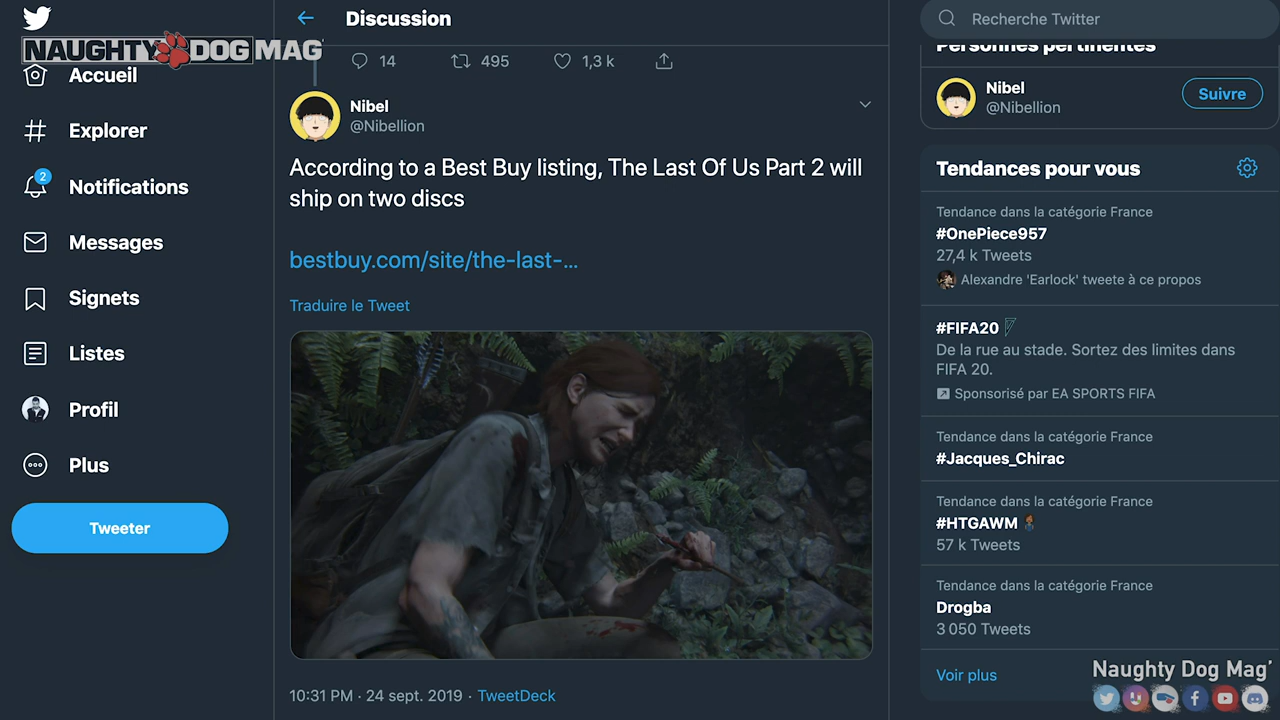 NAUGHTY DOG MAG'
Accueil
Explorer
2
Notifications
Messages
Signets
Listes
Profil
Plus
Tweeter
Discussion
14
495
1,3 k
Nibel
@Nibellion
According to a Best Buy listing, The Last Of Us Part 2 will
ship on two discs
bestbuy.com/site/the-last-...
Traduire le Tweet
10:31 PM · 24 sept. 2019 · TweetDeck
Recherche Twitter
Personnes pertinentes
Nibel
@Nibellion
Suivre
Tendances pour vous
Tendance dans la catégorie France
#OnePiece957
27,4 k Tweets
Alexandre 'Earlock' tweete à ce propos
#FIFA20
De la rue au stade. Sortez des limites dans
FIFA 20.
Sponsorisé par EA SPORTS FIFA
Tendance dans la catégorie France
#Jacques_Chirac
Tendance dans la catégorie France
#HTGAWM
57 k Tweets
Tendance dans la catégorie France
Drogba
3 050 Tweets
Voir plus
Naughty Dog Mag'